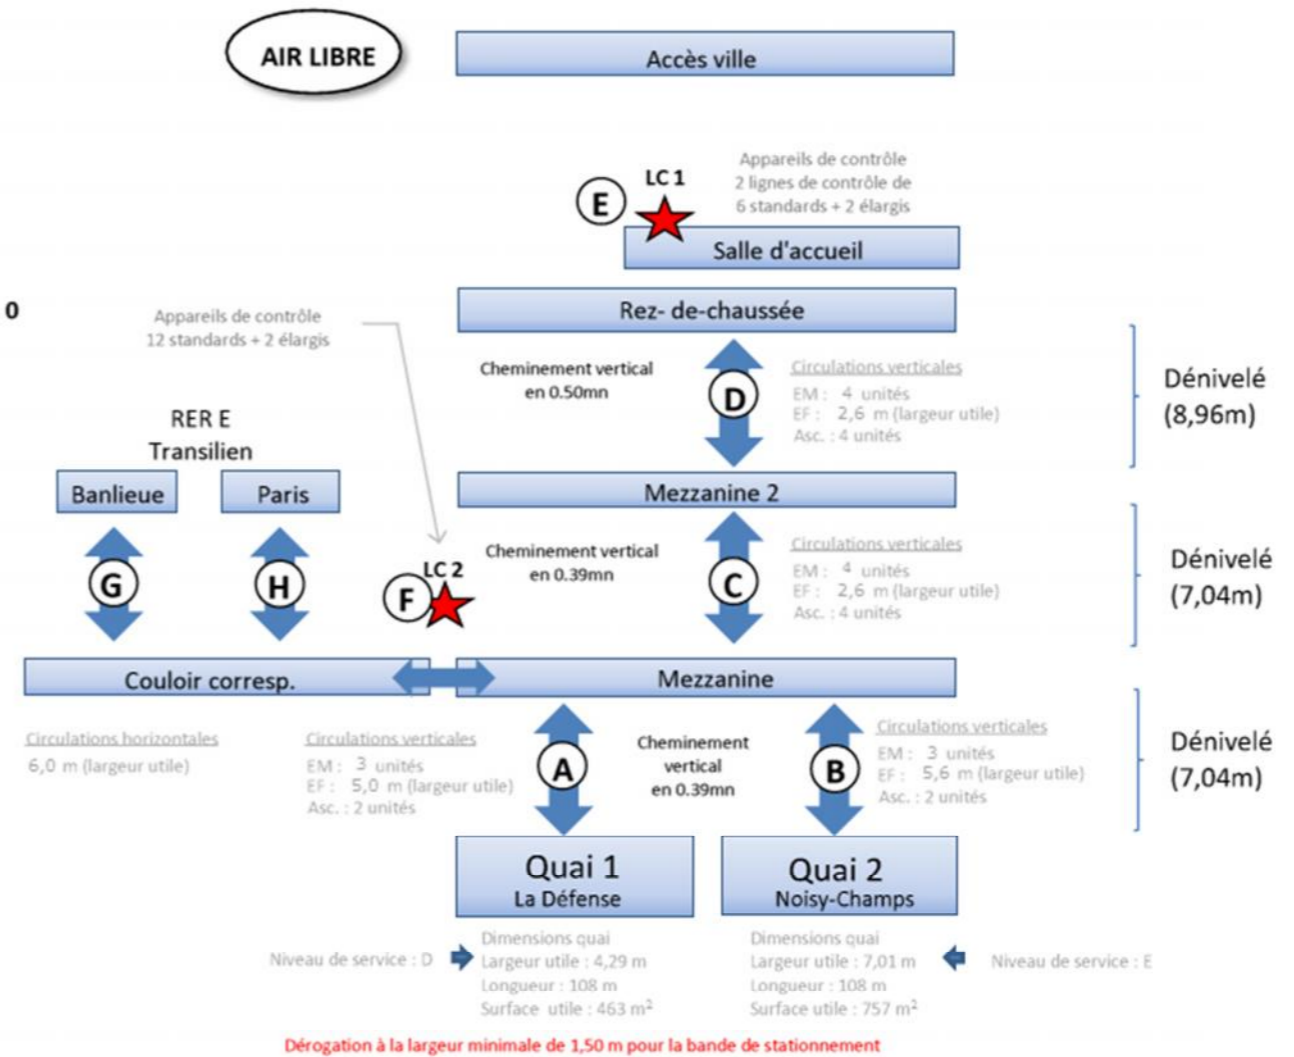 AIR LIBRE
Accès ville
Appareils de contrôle
2 lignes de contrôle de
6 standards + 2 élargis
LC 1
E
Salle d'accueil
0
Rez- de-chaussée
Appareils de contrôle
12 standards + 2 élargis
Cheminement vertical
en 0.50mn
D
Circulations verticales
EM : 4 unités
EF : 2,6 m (largeur utile)
Asc. : 4 unités
Dénivelé
(8,96m)
RER E
Transilien
Banlieue
Paris
Mezzanine 2
G
H
LC 2
F
Cheminement vertical
en 0.39mn
C
Circulations verticales
EM : 4 unités
EF : 2,6 m (largeur utile)
Asc. : 4 unités
Dénivelé
(7,04m)
Couloir corresp.
Mezzanine
Circulations horizontales
6,0 m (largeur utile)
Circulations verticales
EM : 3 unités
EF : 5,0 m (largeur utile)
Asc. : 2 unités
A
Cheminement
vertical
en 0.39mn
B
Circulations verticales
EM : 3 unités
EF : 5,6 m (largeur utile)
Asc. : 2 unités
Dénivelé
(7,04m)
Quai 1
La Défense
Quai 2
Noisy-Champs
Niveau de service : D
Dimensions quai
Largeur utile : 4,29 m
Longueur : 108 m
Surface utile : 463 m²
Dimensions quai
Largeur utile : 7,01 m
Longueur : 108 m
Surface utile : 757 m²
Niveau de service : E
Dérogation à la largeur minimale de 1,50 m pour la bande de stationnement